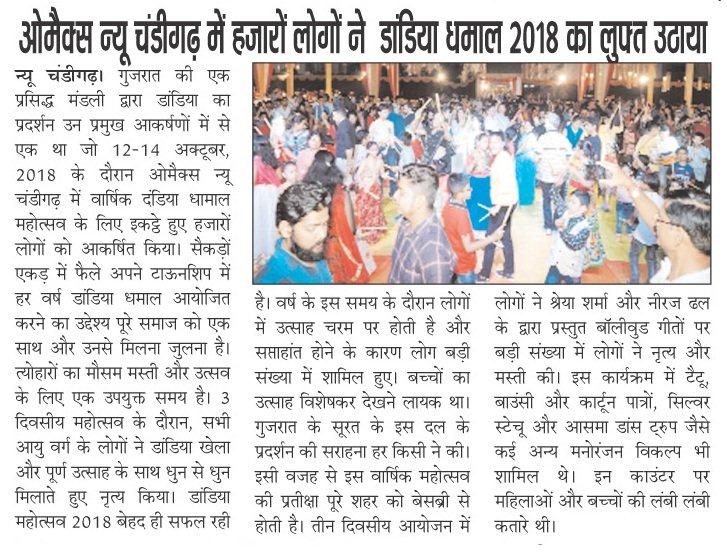 ओमैक्स न्यू चंडीगढ़ में हजारों लोगों ने डांडिया धमाल 2018 का लुफ्त उठाया
न्यू चंडीगढ़। गुजरात की एक
प्रसिद्ध मंडली द्वारा डांडिया का
प्रदर्शन उन प्रमुख आकर्षणों में से
एक था जो 12-14 अक्टूबर,
2018 के दौरान ओमैक्स न्यू
चंडीगढ़ में वार्षिक दंडिया धामाल
महोत्सव के लिए इकट्ठे हुए हजारों
लोगों को आकर्षित किया। सैकड़ों
एकड़ में फैले अपने टाऊनशिप में
हर वर्ष डांडिया धमाल आयोजित
करने का उद्देश्य पूरे समाज को एक
साथ और उनसे मिलना जुलना है।
त्योहारों का मौसम मस्ती और उत्सव
के लिए एक उपयुक्त समय है। 3
दिवसीय महोत्सव के दौरान, सभी
आयु वर्ग के लोगों ने डांडिया खेला
और पूर्ण उत्साह के साथ धुन से धुन
मिलाते हुए नृत्य किया। डांडिया
महोत्सव 2018 बेहद ही सफल रही
है। वर्ष के इस समय के दौरान लोगों
में उत्साह चरम पर होती है और
सप्ताहांत होने के कारण लोग बड़ी
संख्या में शामिल हुए। बच्चों का
उत्साह विशेषकर देखने लायक था।
गुजरात के सूरत के इस दल के
प्रदर्शन की सराहना हर किसी ने की।
इसी वजह से इस वार्षिक महोत्सव
की प्रतीक्षा पूरे शहर को बेसब्री से
होती है। तीन दिवसीय आयोजन में
लोगों ने श्रेया शर्मा और नीरज ढल
के द्वारा प्रस्तुत बॉलीवुड गीतों पर
बड़ी संख्या में लोगों ने नृत्य और
मस्ती की। इस कार्यक्रम में टैटू,
बाउंसी और कार्टून पात्रों, सिल्वर
स्टेचू और आसमा डांस ट्रुप जैसे
कई अन्य मनोरंजन विकल्प भी
शामिल थे। इन काउंटर पर
महिलाओं और बच्चों की लंबी लंबी
कतारे थी।